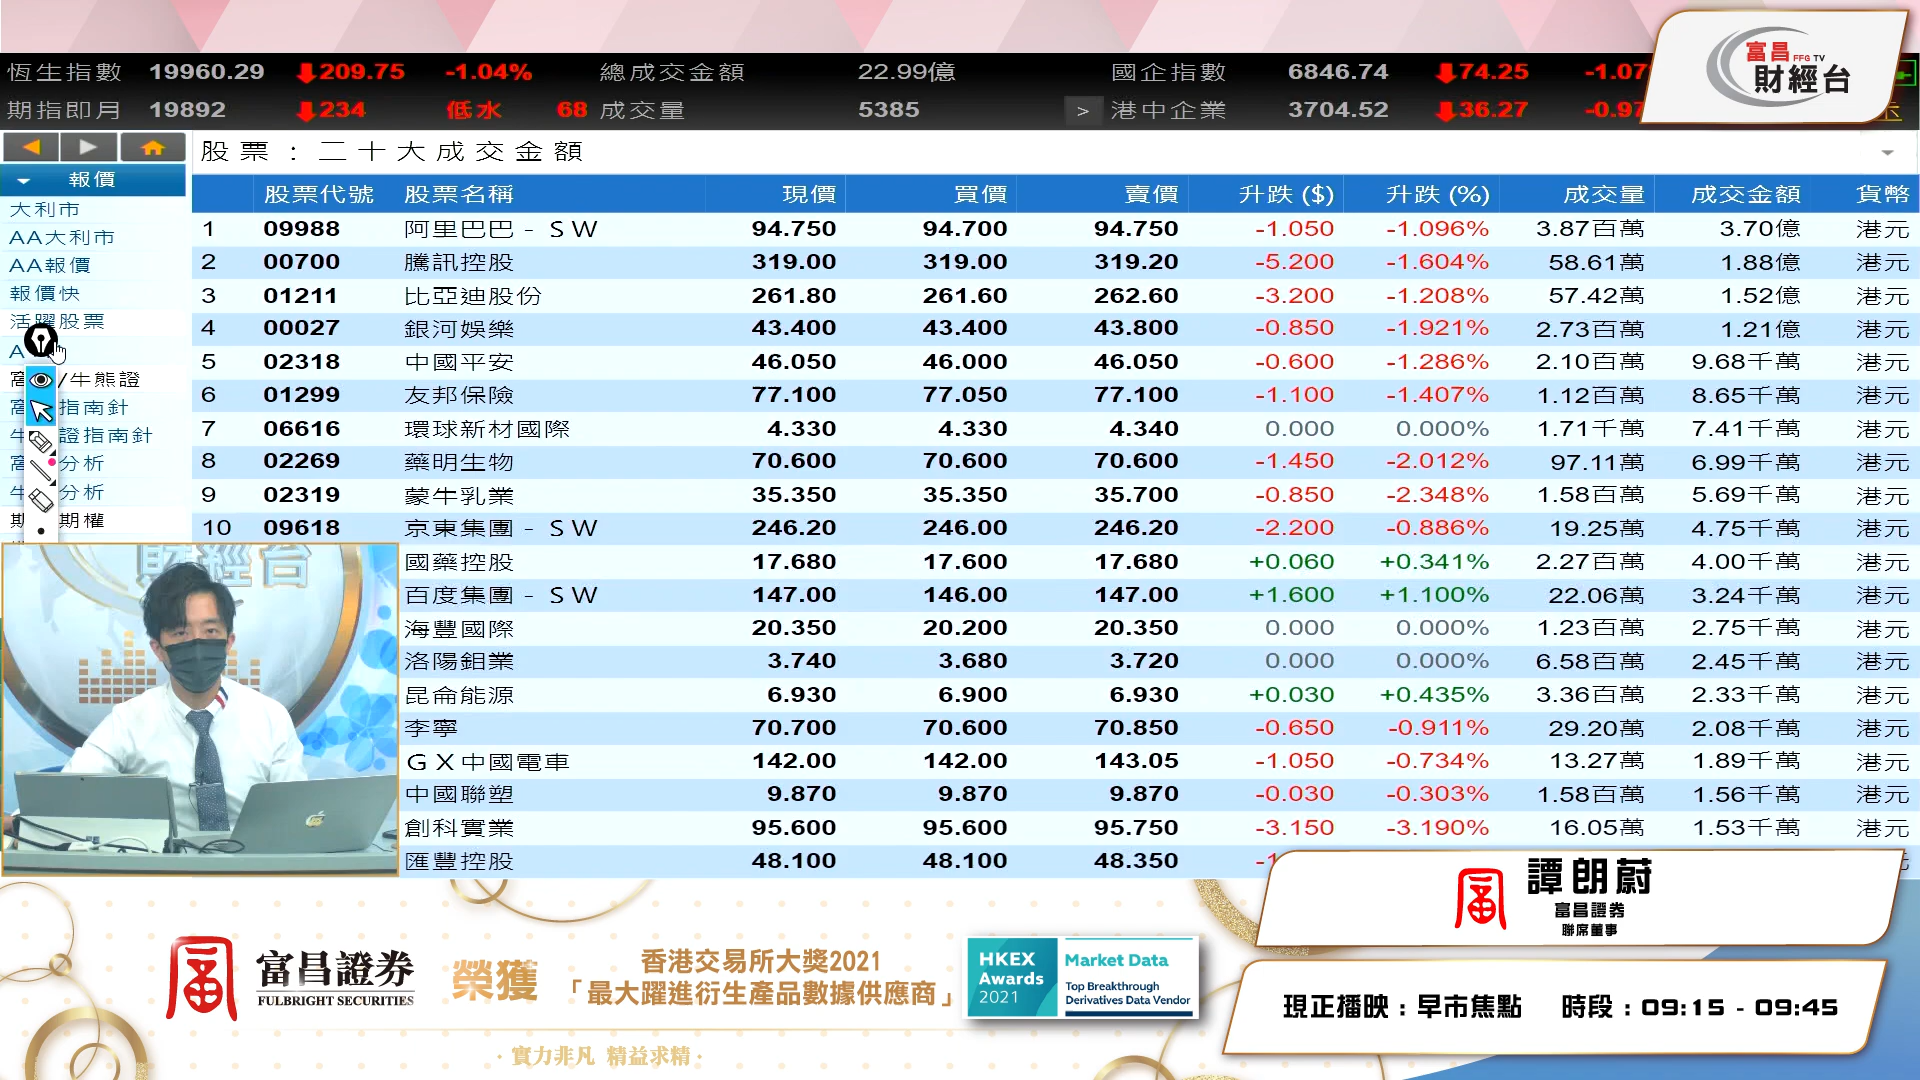 恆生指數 19960.29 209.75 -1.04% 總成交金額 22.99億 國企指數 6846.74 74.25 -1.07
期指即月 19892 234 低水 68 成交量 5385 > 港中企業 3704.52 36.27 -0.97
富昌 FFG TV
財經台
股票：二十大成交金額
報價
大利市
AA大利市
AA報價
報價快
活躍股票
A
窩 /牛熊證
窩 指南針
牛 證指南針
窩 分析
牛 分析
期 期權
股票代號 股票名稱 現價 買價 賣價 升跌 ($) 升跌 (%) 成交量 成交金額 貨幣
1 09988 阿里巴巴－ＳＷ 94.750 94.700 94.750 -1.050 -1.096% 3.87百萬 3.70億 港元
2 00700 騰訊控股 319.00 319.00 319.20 -5.200 -1.604% 58.61萬 1.88億 港元
3 01211 比亞迪股份 261.80 261.60 262.60 -3.200 -1.208% 57.42萬 1.52億 港元
4 00027 銀河娛樂 43.400 43.400 43.800 -0.850 -1.921% 2.73百萬 1.21億 港元
5 02318 中國平安 46.050 46.000 46.050 -0.600 -1.286% 2.10百萬 9.68千萬 港元
6 01299 友邦保險 77.100 77.050 77.100 -1.100 -1.407% 1.12百萬 8.65千萬 港元
7 06616 環球新材國際 4.330 4.330 4.340 0.000 0.000% 1.71千萬 7.41千萬 港元
8 02269 藥明生物 70.600 70.600 70.600 -1.450 -2.012% 97.11萬 6.99千萬 港元
9 02319 蒙牛乳業 35.350 35.350 35.700 -0.850 -2.348% 1.58百萬 5.69千萬 港元
10 09618 京東集團－ＳＷ 246.20 246.00 246.20 -2.200 -0.886% 19.25萬 4.75千萬 港元
國藥控股 17.680 17.600 17.680 +0.060 +0.341% 2.27百萬 4.00千萬 港元
百度集團－ＳＷ 147.00 146.00 147.00 +1.600 +1.100% 22.06萬 3.24千萬 港元
海豐國際 20.350 20.200 20.350 0.000 0.000% 1.23百萬 2.75千萬 港元
洛陽鉬業 3.740 3.680 3.720 0.000 0.000% 6.58百萬 2.45千萬 港元
昆侖能源 6.930 6.900 6.930 +0.030 +0.435% 3.36百萬 2.33千萬 港元
李寧 70.700 70.600 70.850 -0.650 -0.911% 29.20萬 2.08千萬 港元
ＧＸ中國電車 142.00 142.00 143.05 -1.050 -0.734% 13.27萬 1.89千萬 港元
中國聯塑 9.870 9.870 9.870 -0.030 -0.303% 1.58百萬 1.56千萬 港元
創科實業 95.600 95.600 95.750 -3.150 -3.190% 16.05萬 1.53千萬 港元
匯豐控股 48.100 48.100 48.350 -1
財經台
譚朗蔚
富昌證券
聯席董事
富昌證券
FULBRIGHT SECURITIES
榮獲
香港交易所大獎2021
「最大躍進衍生產品數據供應商」
HKEX
Awards
2021
Market Data
Top Breakthrough
Derivatives Data Vendor
現正播映：早市焦點 時段：09:15 - 09:45
·實力非凡 精益求精·